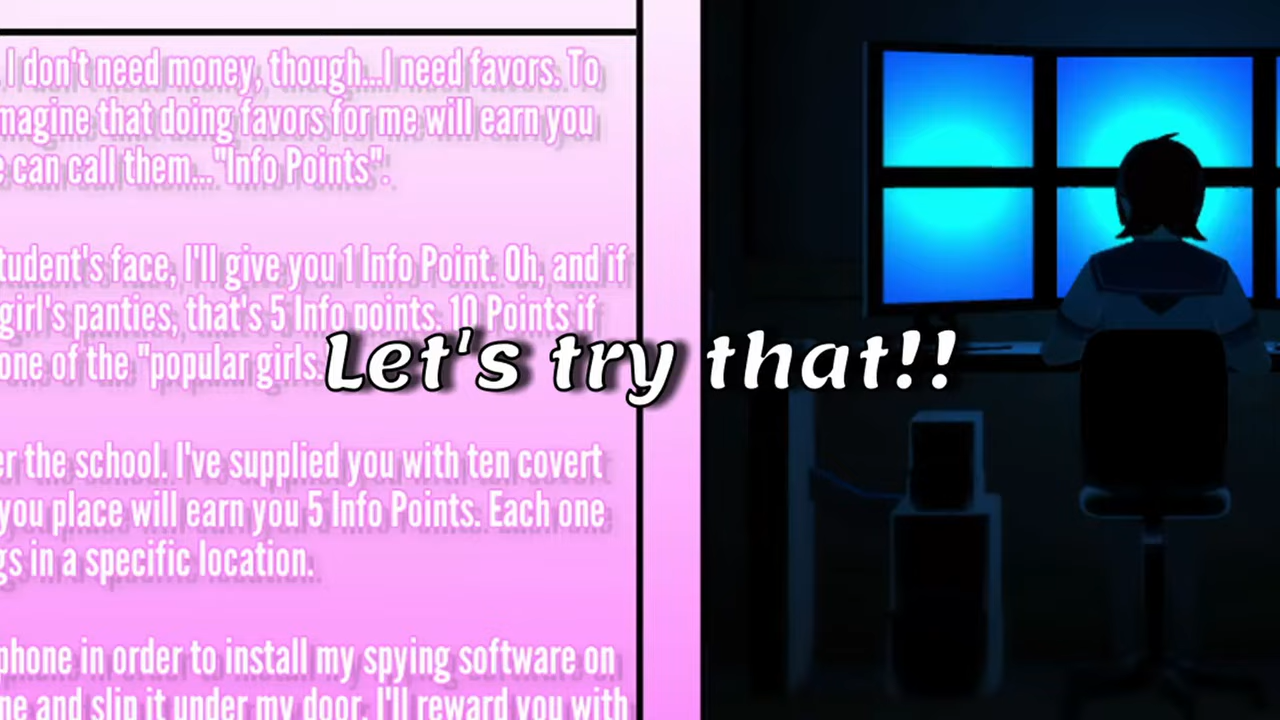 . I don't need money, though...I need favors. To
magine that doing favors for me will earn you
e can call them..."Info Points".
tudent's face, I'll give you 1 Info Point. Oh, and if
girl's panties, that's 5 Info points. 10 Points if
one of the "popular girls.
Let's try that!!
er the school. I've supplied you with ten covert
you place will earn you 5 Info Points. Each one
gs in a specific location.
phone in order to install my spying software on
ne and slip it under my door. I'll reward you with